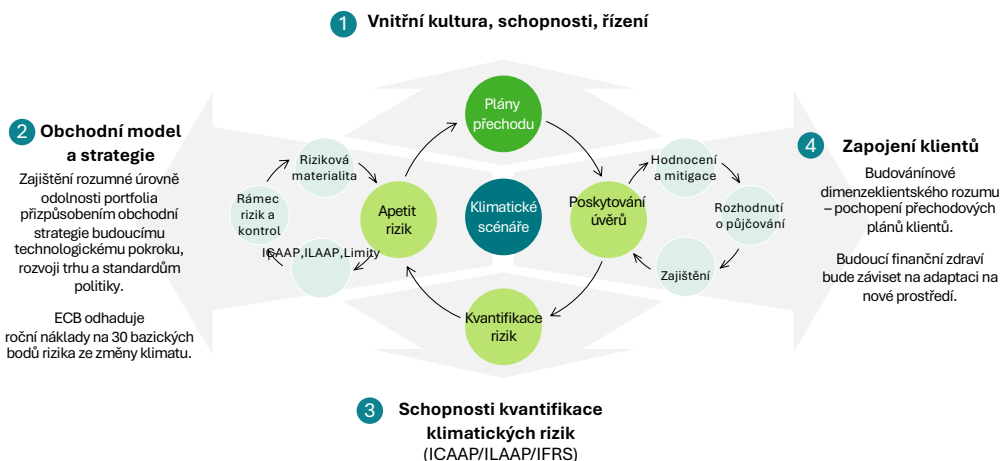 1 Vnitřní kultura, schopnosti, řízení
2 Obchodní model
a strategie
Zajištění rozumné úrovně
odolnosti portfolia
přizpůsobením obchodní
strategie budoucímu
technologickému pokroku,
rozvoji trhu a standardům
politiky.
ECB odhaduje
roční náklady na 30 bazických
bodů rizika ze změny klimatu.
Plány
přechodu
Riziková
materialita
Rámec
rizik a
kontrol
ICAAP,ILAAP,Limity
Apetit
rizik
Klimatické
scénáře
Poskytování
úvěrů
Hodnocení
a mitigace
Rozhodnutí
o půjčování
Zajištění
Kvantifikace
rizik
4 Zapojení klientů
Budovánínové
dimenzeklientského rozumu
– pochopení přechodových
plánů klientů.
Budoucí finanční zdraví
bude záviset na adaptaci na
nové prostředí.
3 Schopnosti kvantifikace
klimatických rizik
(ICAAP/ILAAP/IFRS)